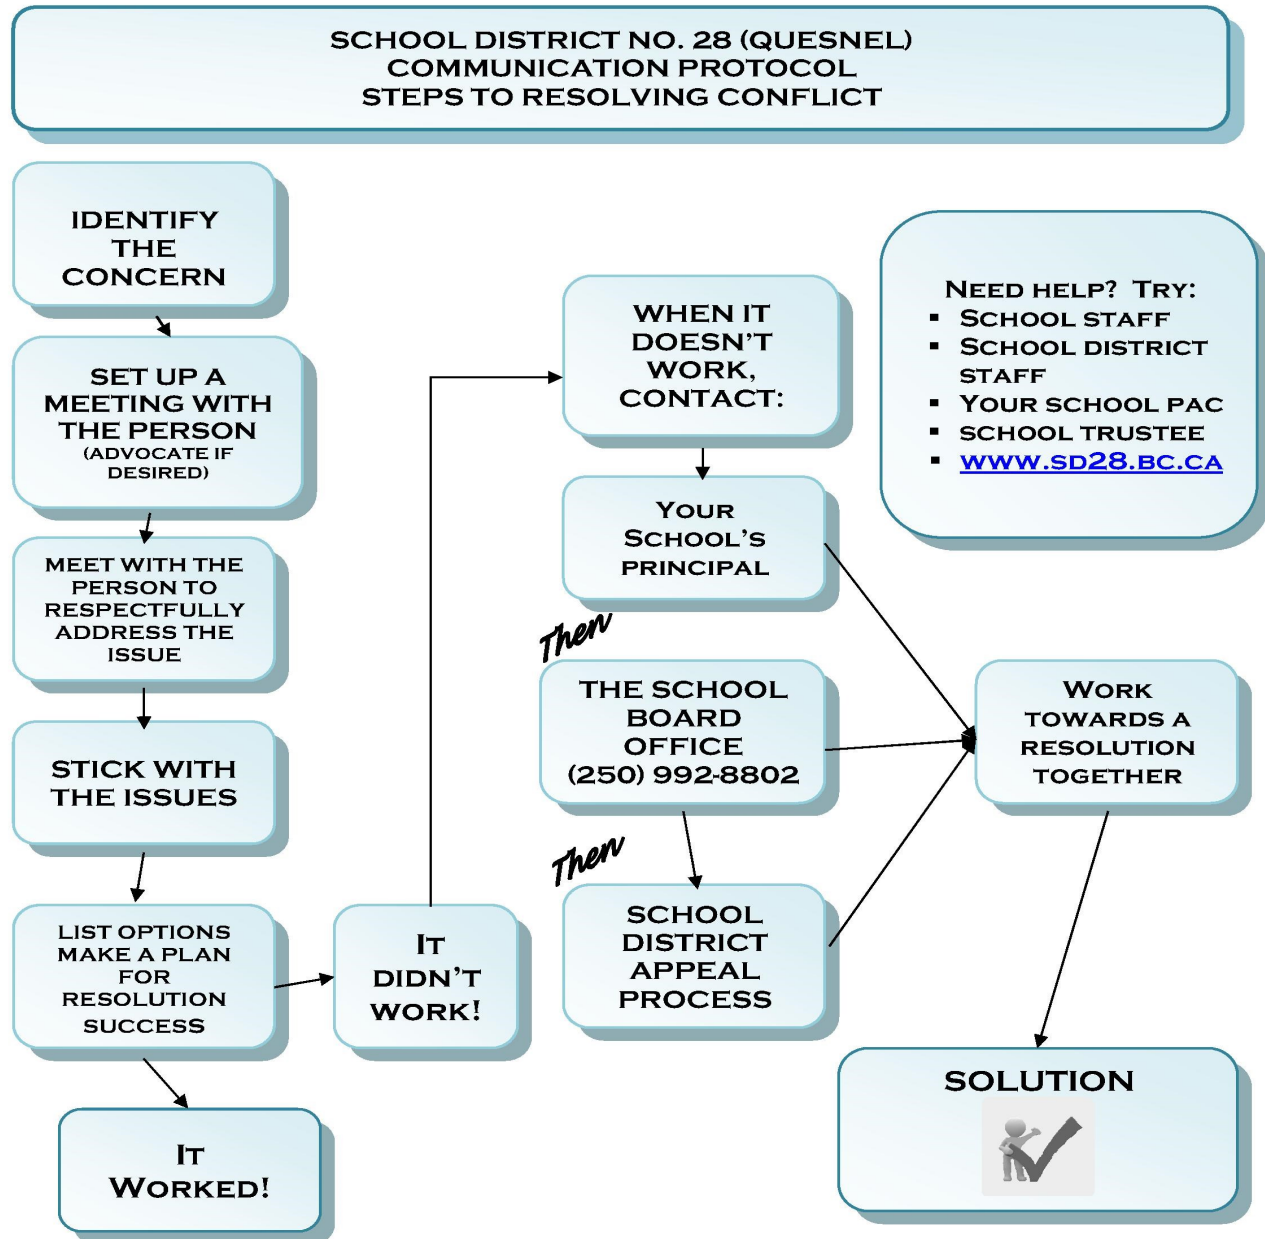 SCHOOL DISTRICT NO. 28 (QUESNEL)
COMMUNICATION PROTOCOL
STEPS TO RESOLVING CONFLICT
IDENTIFY
THE
CONCERN
SET UP A
MEETING WITH
THE PERSON
(ADVOCATE IF
DESIRED)
MEET WITH THE
PERSON TO
RESPECTFULLY
ADDRESS THE
ISSUE
STICK WITH
THE ISSUES
LIST OPTIONS
MAKE A PLAN
FOR
RESOLUTION
SUCCESS
IT
WORKED!
IT
DIDN'T
WORK!
WHEN IT
DOESN'T
WORK,
CONTACT:
YOUR
SCHOOL'S
PRINCIPAL
Then
THE SCHOOL
BOARD
OFFICE
(250) 992-8802
Then
SCHOOL
DISTRICT
APPEAL
PROCESS
NEED HELP? TRY:
▪ SCHOOL STAFF
▪ SCHOOL DISTRICT
STAFF
▪ YOUR SCHOOL PAC
▪ SCHOOL TRUSTEE
▪ WWW.SD28.BC.CA
WORK
TOWARDS A
RESOLUTION
TOGETHER
SOLUTION